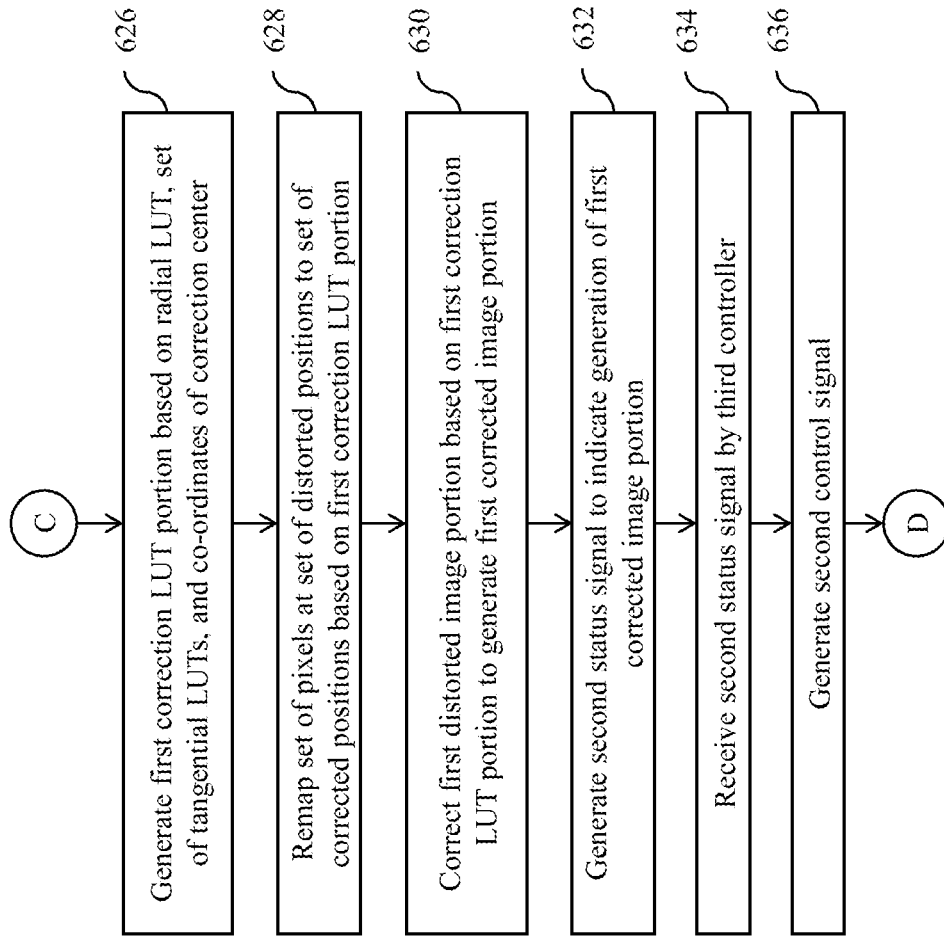 C
626
Generate first correction LUT portion based on radial LUT, set
of tangential LUTs, and co-ordinates of correction center
628
Remap set of pixels at set of distorted positions to set of
corrected positions based on first correction LUT portion
630
Correct first distorted image portion based on first correction
LUT portion to generate first corrected image portion
632
Generate second status signal to indicate generation of first
corrected image portion
634
Receive second status signal by third controller
636
Generate second control signal
D